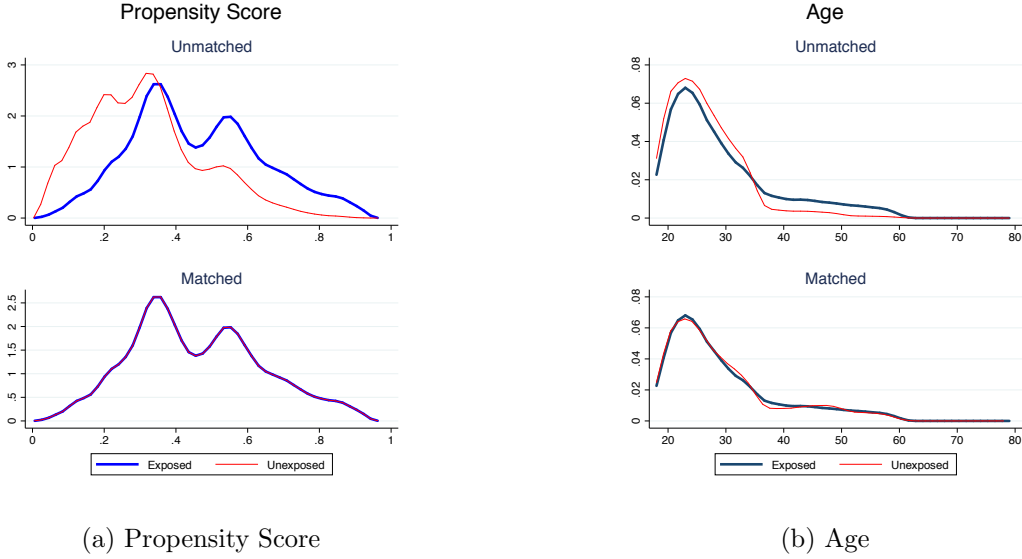 Propensity Score
Unmatched
3
2
1
0
0 .2 .4 .6 .8 1
Matched
2.5
2
1.5
1
.5
0
0 .2 .4 .6 .8 1
Exposed Unexposed
(a) Propensity Score
Age
Unmatched
.08
.06
.04
.02
0
20 30 40 50 60 70 80
Matched
.08
.06
.04
.02
0
20 30 40 50 60 70 80
Exposed Unexposed
(b) Age